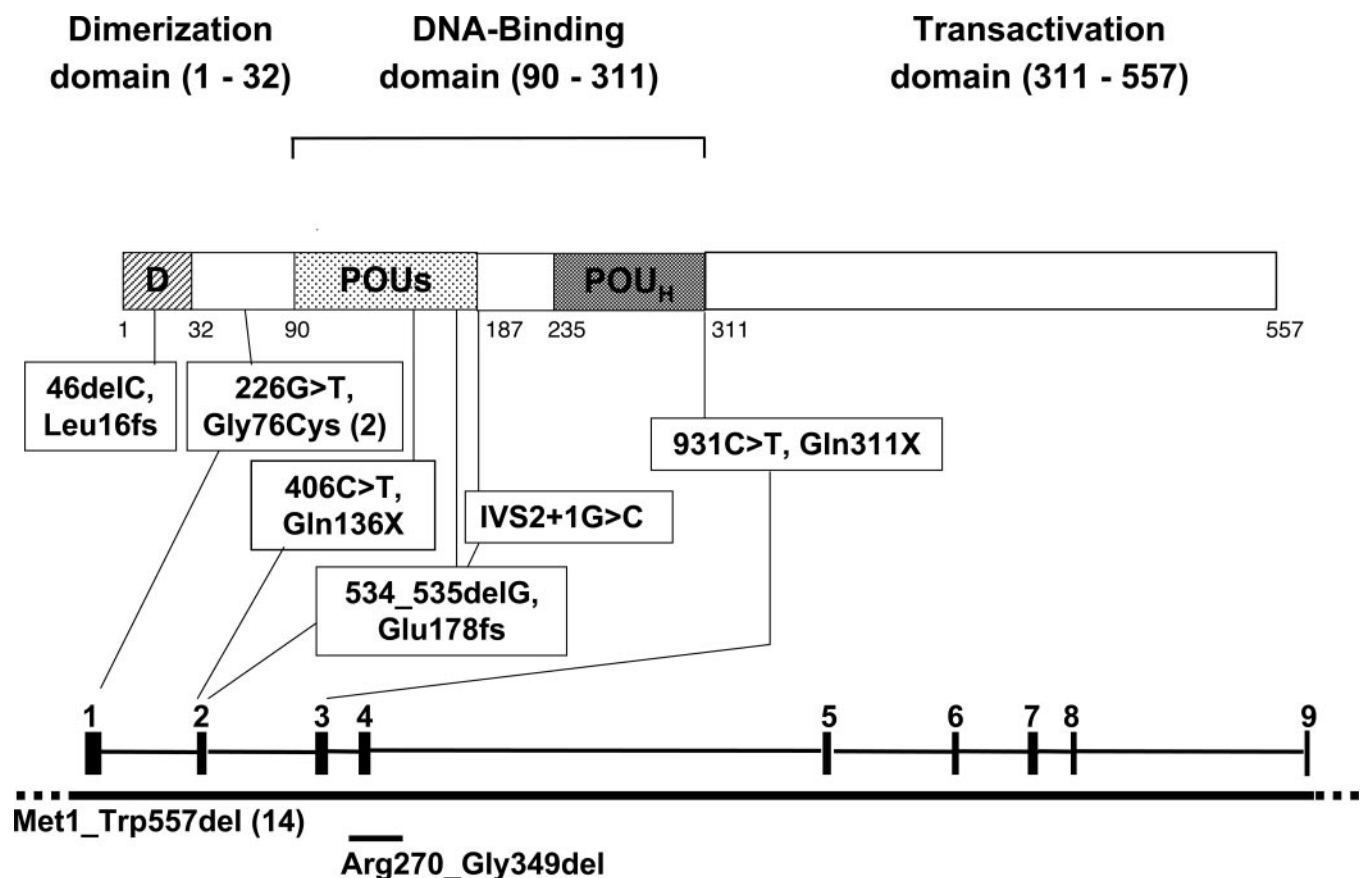 Dimerization
domain (1 - 32)
DNA-Binding
domain (90 - 311)
Transactivation
domain (311 - 557)
D
POUs
POUH
1
32
90
187
235
311
557
46delC,
Leu16fs
226G>T,
Gly76Cys (2)
931C>T, Gln311X
406C>T,
Gln136X
IVS2+1G>C
534_535delG,
Glu178fs
1
2
3
4
5
6
7
8
9
Met1_Trp557del (14)
Arg270_Gly349del